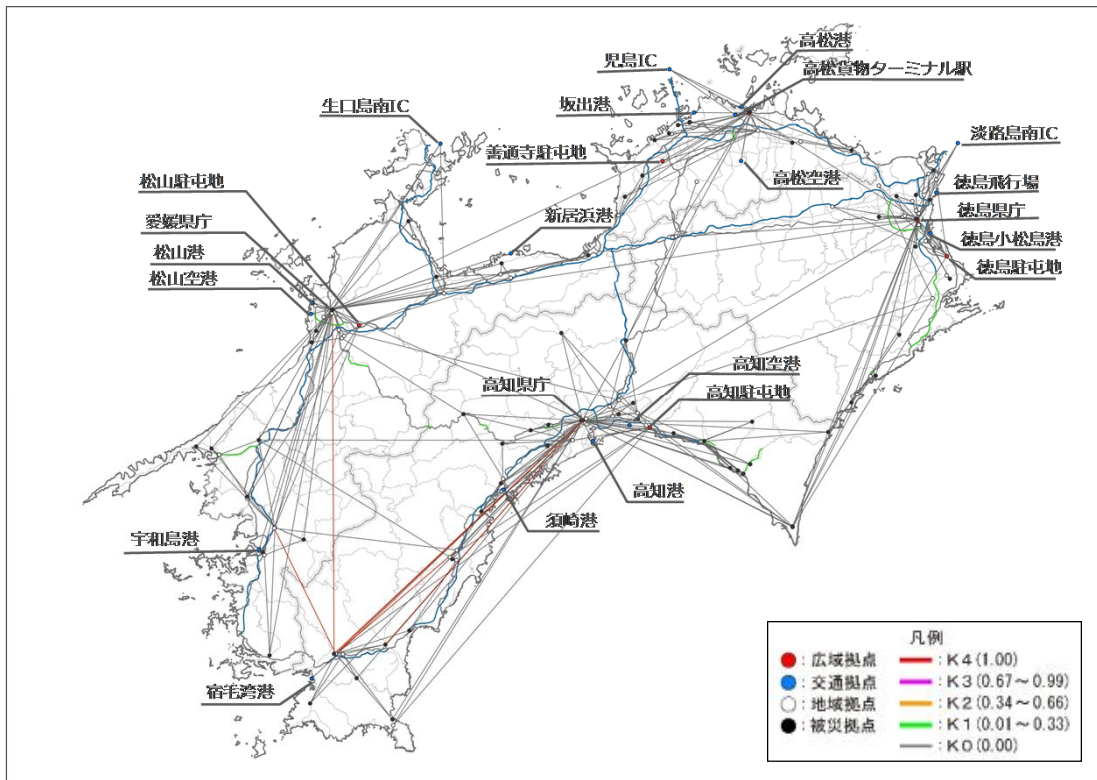 高松港
児島IC
高松貨物ターミナル駅
坂出港
生口島南IC
淡路島南IC
善通寺駐屯地
高松空港
徳島飛行場
松山駐屯地
新居浜港
徳島県庁
愛媛県庁
徳島小松島港
松山港
徳島駐屯地
松山空港
高知空港
高知県庁
高知駐屯地
高知港
須崎港
宇和島港
宿毛湾港
凡例
●：広域拠点
●：交通拠点
○：地域拠点
●：被災拠点
：K4(1.00)
：K3(0.67～0.99)
：K2(0.34～0.66)
：K1(0.01～0.33)
：K0(0.00)